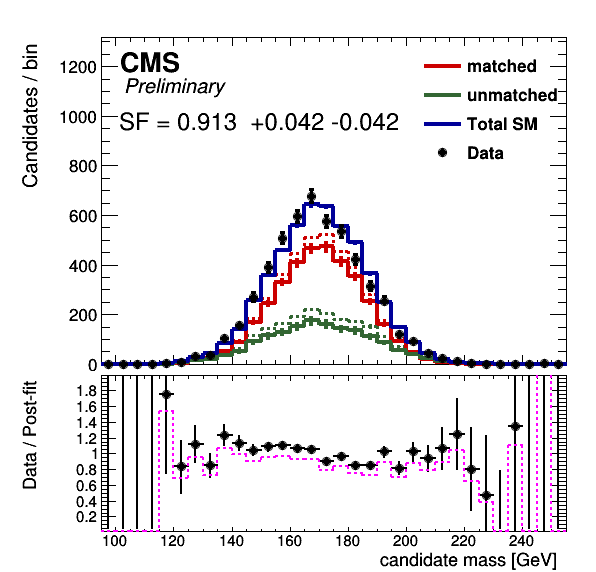 CMS
Preliminary
SF = 0.913 +0.042 -0.042
matched
unmatched
Total SM
Data
Candidates / bin
1200
1000
800
600
400
200
0
Data / Post-fit
1.8
1.6
1.4
1.2
1
0.8
0.6
0.4
0.2
100 120 140 160 180 200 220 240
candidate mass [GeV]